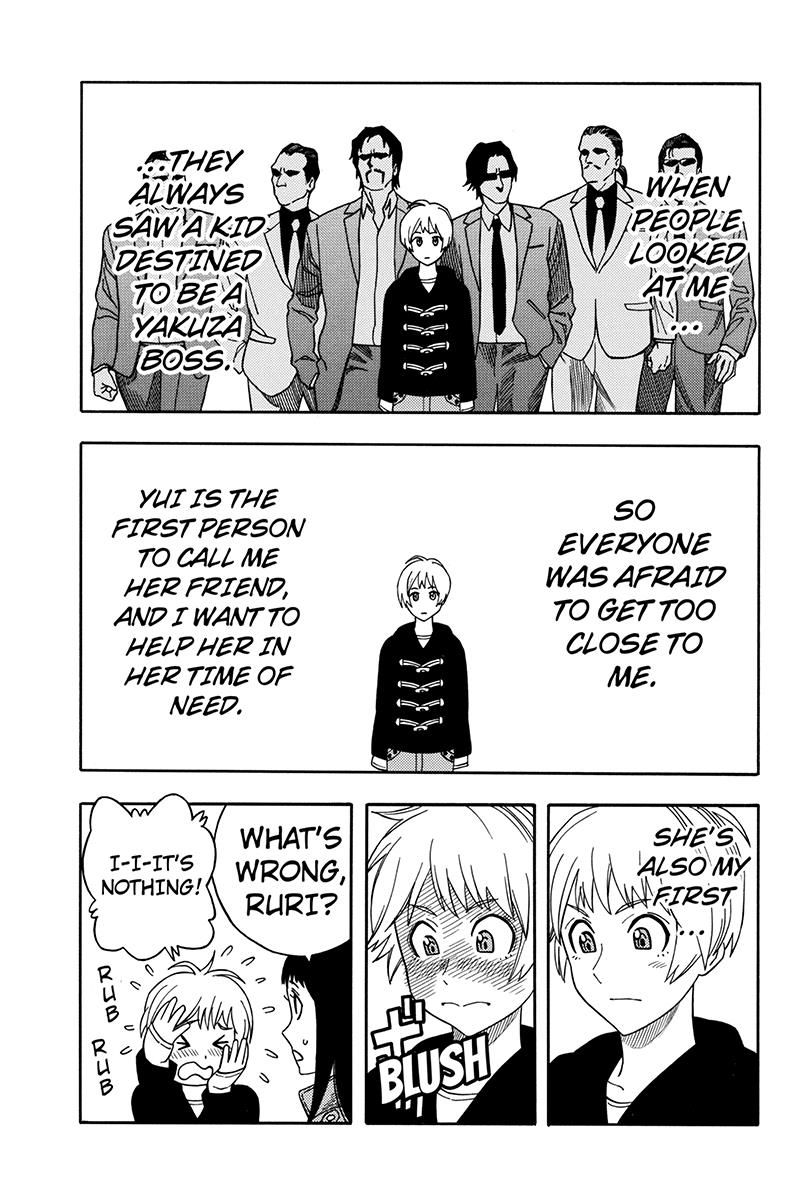 WHEN
PEOPLE
LOOKED
AT ME
...
...THEY
ALWAYS
SAW A KID
DESTINED
TO BE A
YAKUZA
BOSS.
SO
EVERYONE
WAS AFRAID
TO GET TOO
CLOSE TO
ME.
YUI IS THE
FIRST PERSON
TO CALL ME
HER FRIEND,
AND I WANT TO
HELP HER IN
HER TIME OF
NEED.
SHE'S
ALSO MY
FIRST
...
BLUSH
WHAT'S
WRONG,
RURI?
I-I-IT'S
NOTHING!
RUB
RUB